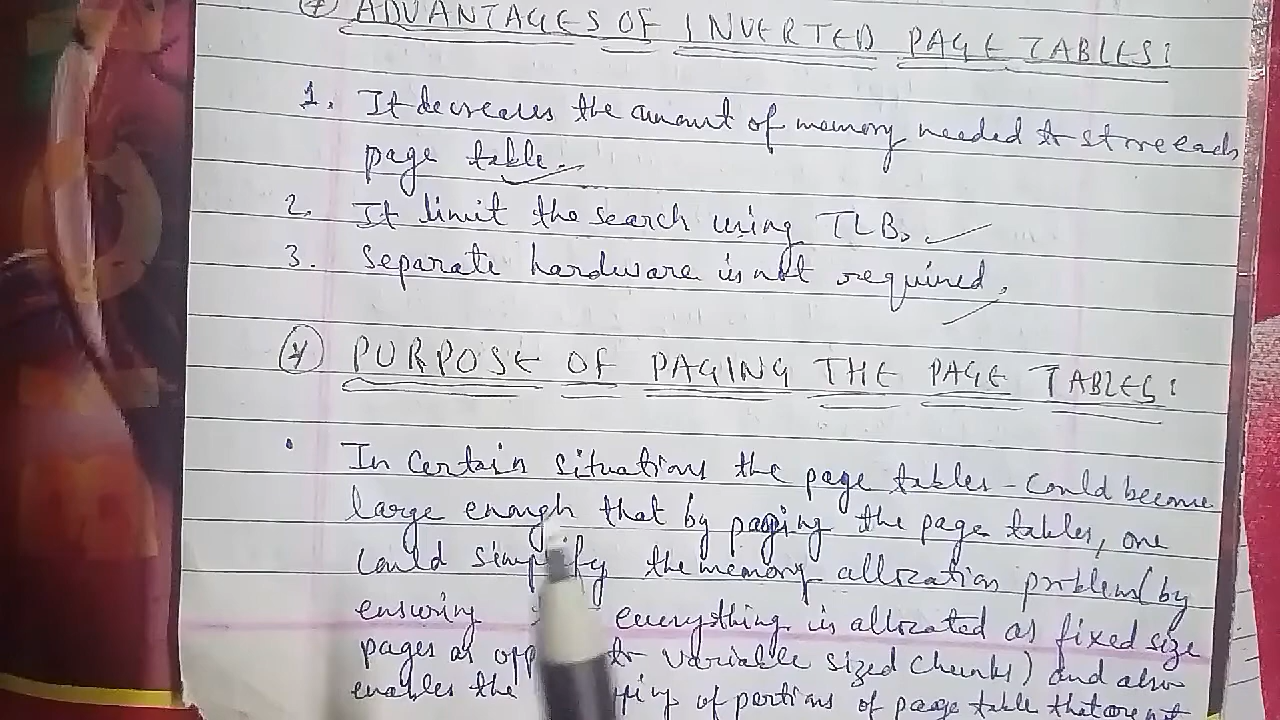 ADVANTAGES OF INVERTED PAGE TABLES:
1. It decreases the amount of memory needed to store each
page table.
2. It limit the search using TLB.
3. Separate hardware is not required.
PURPOSE OF PAGING THE PAGE TABLES:
• In certain situations the page tables could become
large enough that by paging the page tables, one
could simplify the memory allocation problem (by
ensuring everything is allocated as fixed size
pages as to variable sized chunks) and also
enables the of portions of page table that are not